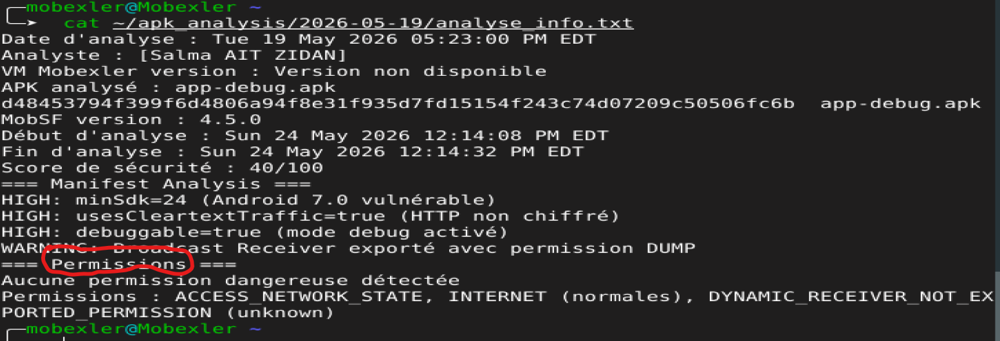 mobexler@Mobexler ~
cat ~/apk_analysis/2026-05-19/analyse_info.txt
Date d'analyse : Tue 19 May 2026 05:23:00 PM EDT
Analyste : [Salma AIT ZIDAN]
VM Mobexler version : Version non disponible
APK analysé : app-debug.apk
d48453794f399f6d4806a94f8e31f935d7fd15154f243c74d07209c50506fc6b  app-debug.apk
MobSF version : 4.5.0
Début d'analyse : Sun 24 May 2026 12:14:08 PM EDT
Fin d'analyse : Sun 24 May 2026 12:14:32 PM EDT
Score de sécurité : 40/100
=== Manifest Analysis ===
HIGH: minSdk=24 (Android 7.0 vulnérable)
HIGH: usesCleartextTraffic=true (HTTP non chiffré)
HIGH: debuggable=true (mode debug activé)
WARNING: Broadcast Receiver exporté avec permission DUMP
=== Permissions ===
Aucune permission dangereuse détectée
Permissions : ACCESS_NETWORK_STATE, INTERNET (normales), DYNAMIC_RECEIVER_NOT_EX
PORTED_PERMISSION (unknown)
mobexler@Mobexler ~